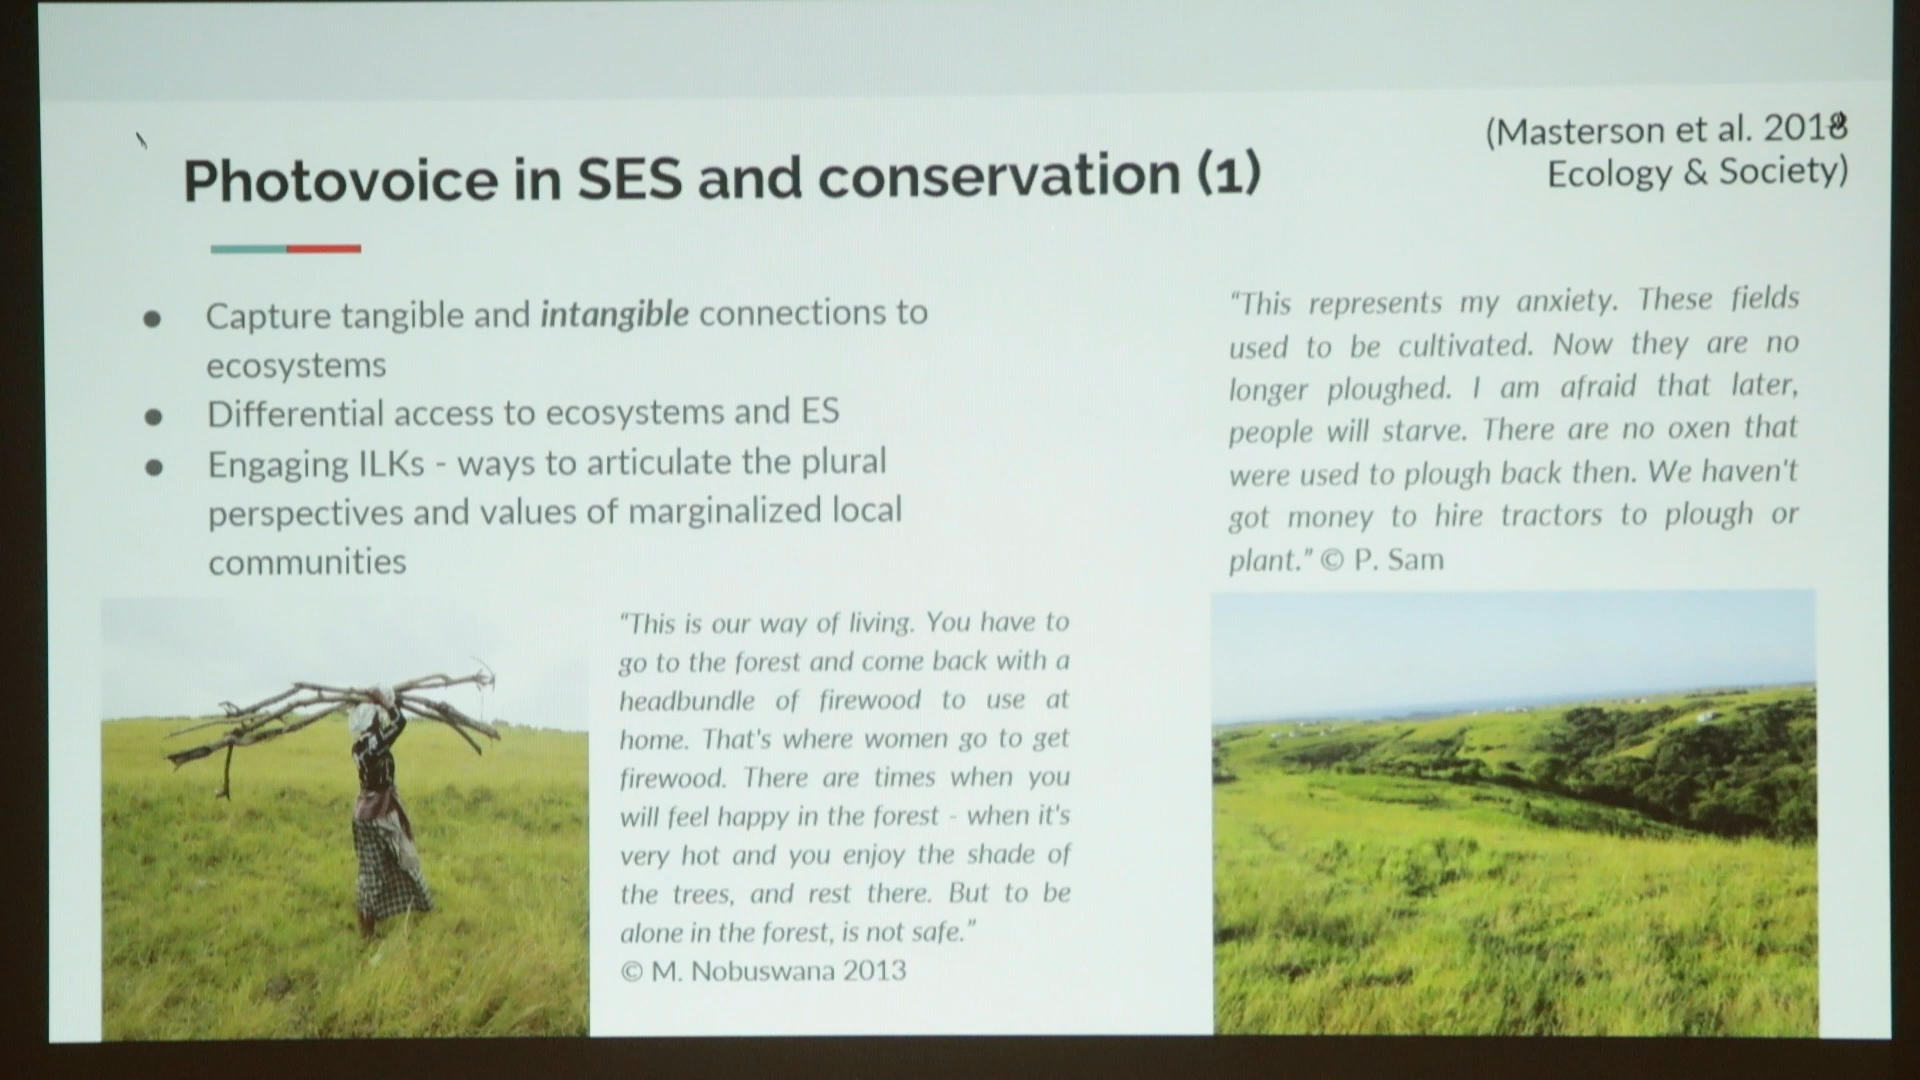 Photovoice in SES and conservation (1)
(Masterson et al. 2018
Ecology & Society)
● Capture tangible and intangible connections to
ecosystems
● Differential access to ecosystems and ES
● Engaging ILKs - ways to articulate the plural
perspectives and values of marginalized local
communities
“This represents my anxiety. These fields
used to be cultivated. Now they are no
longer ploughed. I am afraid that later,
people will starve. There are no oxen that
were used to plough back then. We haven't
got money to hire tractors to plough or
plant.” © P. Sam
“This is our way of living. You have to
go to the forest and come back with a
headbundle of firewood to use at
home. That's where women go to get
firewood. There are times when you
will feel happy in the forest - when it's
very hot and you enjoy the shade of
the trees, and rest there. But to be
alone in the forest, is not safe.”
© M. Nobuswana 2013